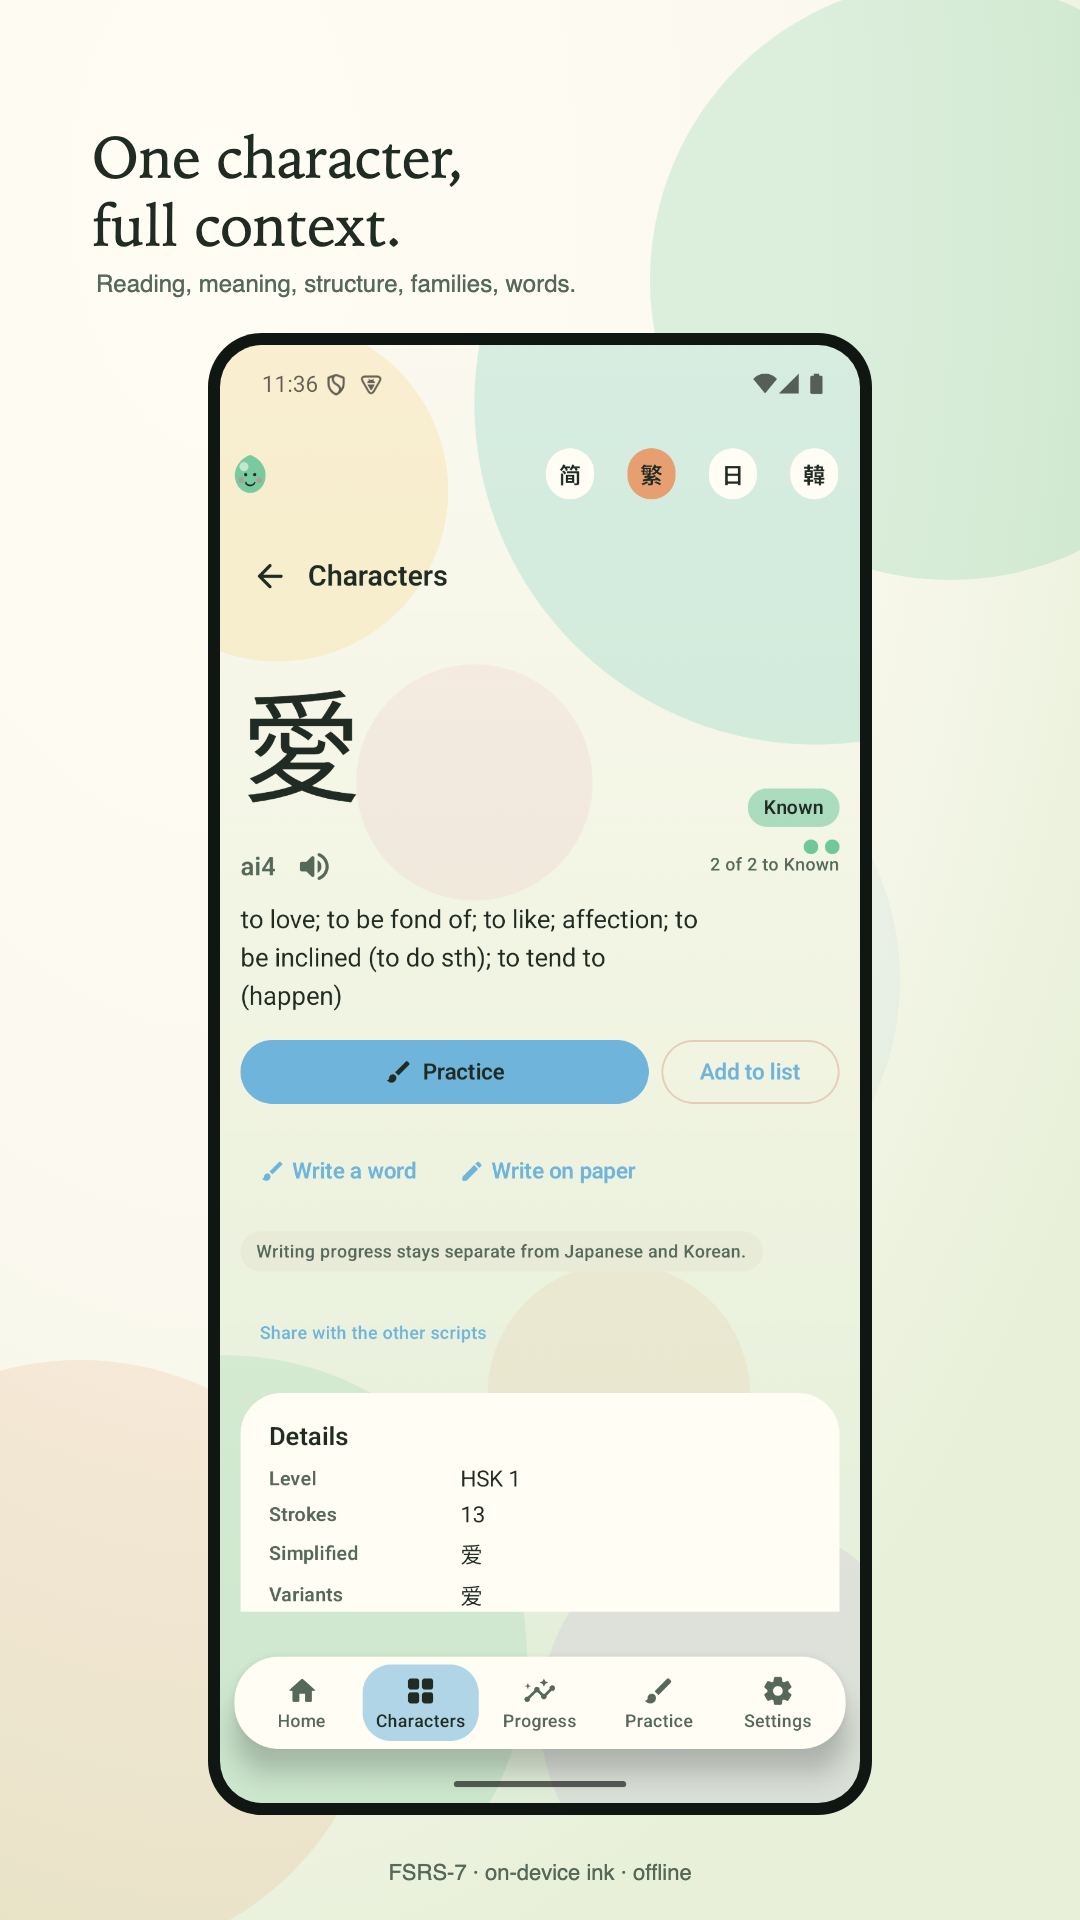 One character,
full context.
Reading, meaning, structure, families, words.
11:36
简 繁 日 韓
Characters
愛
Known
ai4
2 of 2 to Known
to love; to be fond of; to like; affection; to
be inclined (to do sth); to tend to
(happen)
Practice
Add to list
Write a word
Write on paper
Writing progress stays separate from Japanese and Korean.
Share with the other scripts
Details
Level HSK 1
Strokes 13
Simplified 爱
Variants 爱
Home Characters Progress Practice Settings
FSRS-7 · on-device ink · offline